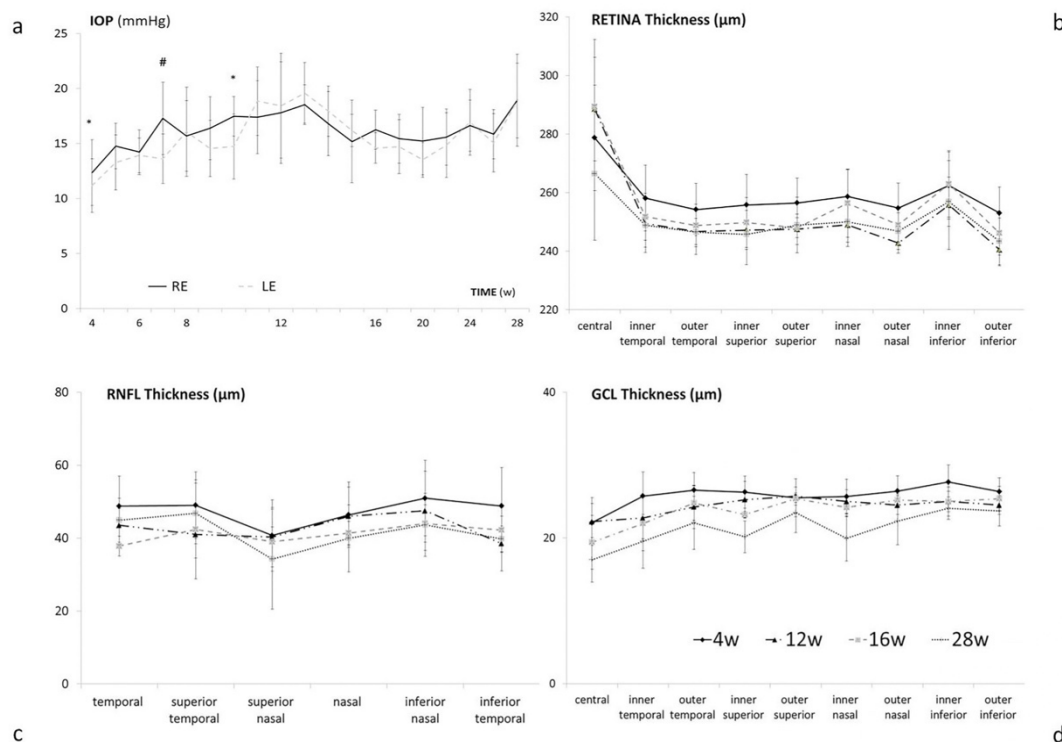 a
IOP (mmHg)
25
20
15
10
5
0
*
#
*
RE
LE
TIME (w)
4
6
8
12
16
20
24
28
RETINA Thickness (µm)
b
320
300
280
260
240
220
central
inner temporal
outer temporal
inner superior
outer superior
inner nasal
outer nasal
inner inferior
outer inferior
RNFL Thickness (µm)
80
60
40
20
0
temporal
superior temporal
superior nasal
nasal
inferior nasal
inferior temporal
c
GCL Thickness (µm)
40
20
0
4w
12w
16w
28w
central
inner temporal
outer temporal
inner superior
outer superior
inner nasal
outer nasal
inner inferior
outer inferior
d